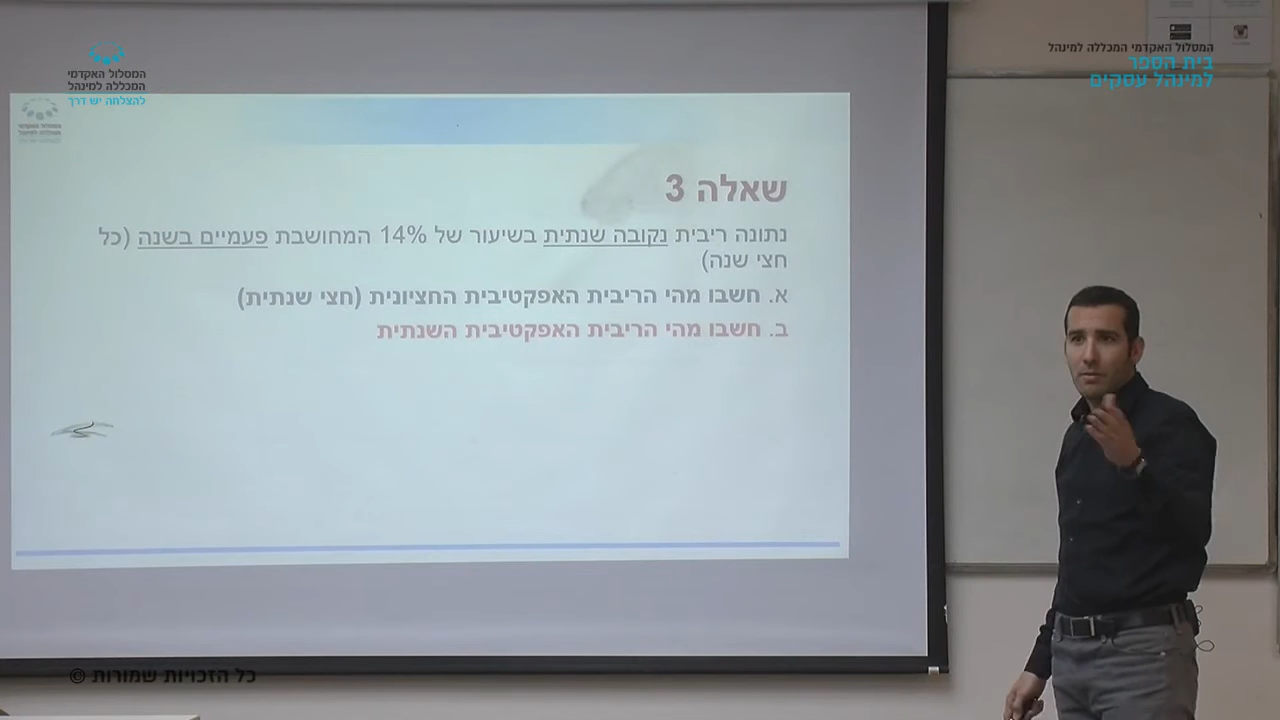 המסלול האקדמי
המכללה למינהל
להצלחה יש דרך
המסלול האקדמי המכללה למינהל
בית הספר
למינהל עסקים
שאלה 3
נתונה ריבית נקובה שנתית בשיעור של 14% המחושבת פעמיים בשנה (כל
חצי שנה)
א. חשבו מהי הריבית האפקטיבית החציונית (חצי שנתית)
ב. חשבו מהי הריבית האפקטיבית השנתית
כל הזכויות שמורות ©